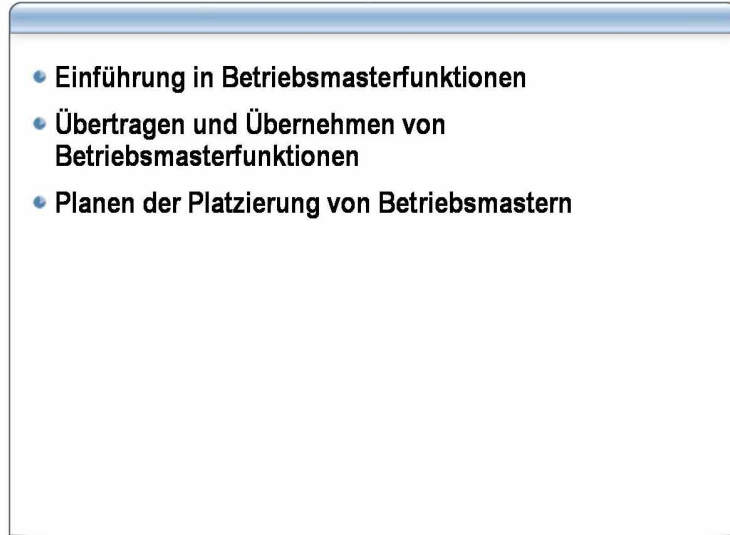 Einführung in Betriebsmasterfunktionen
Übertragen und Übernehmen von
Betriebsmasterfunktionen
Planen der Platzierung von Betriebsmastern